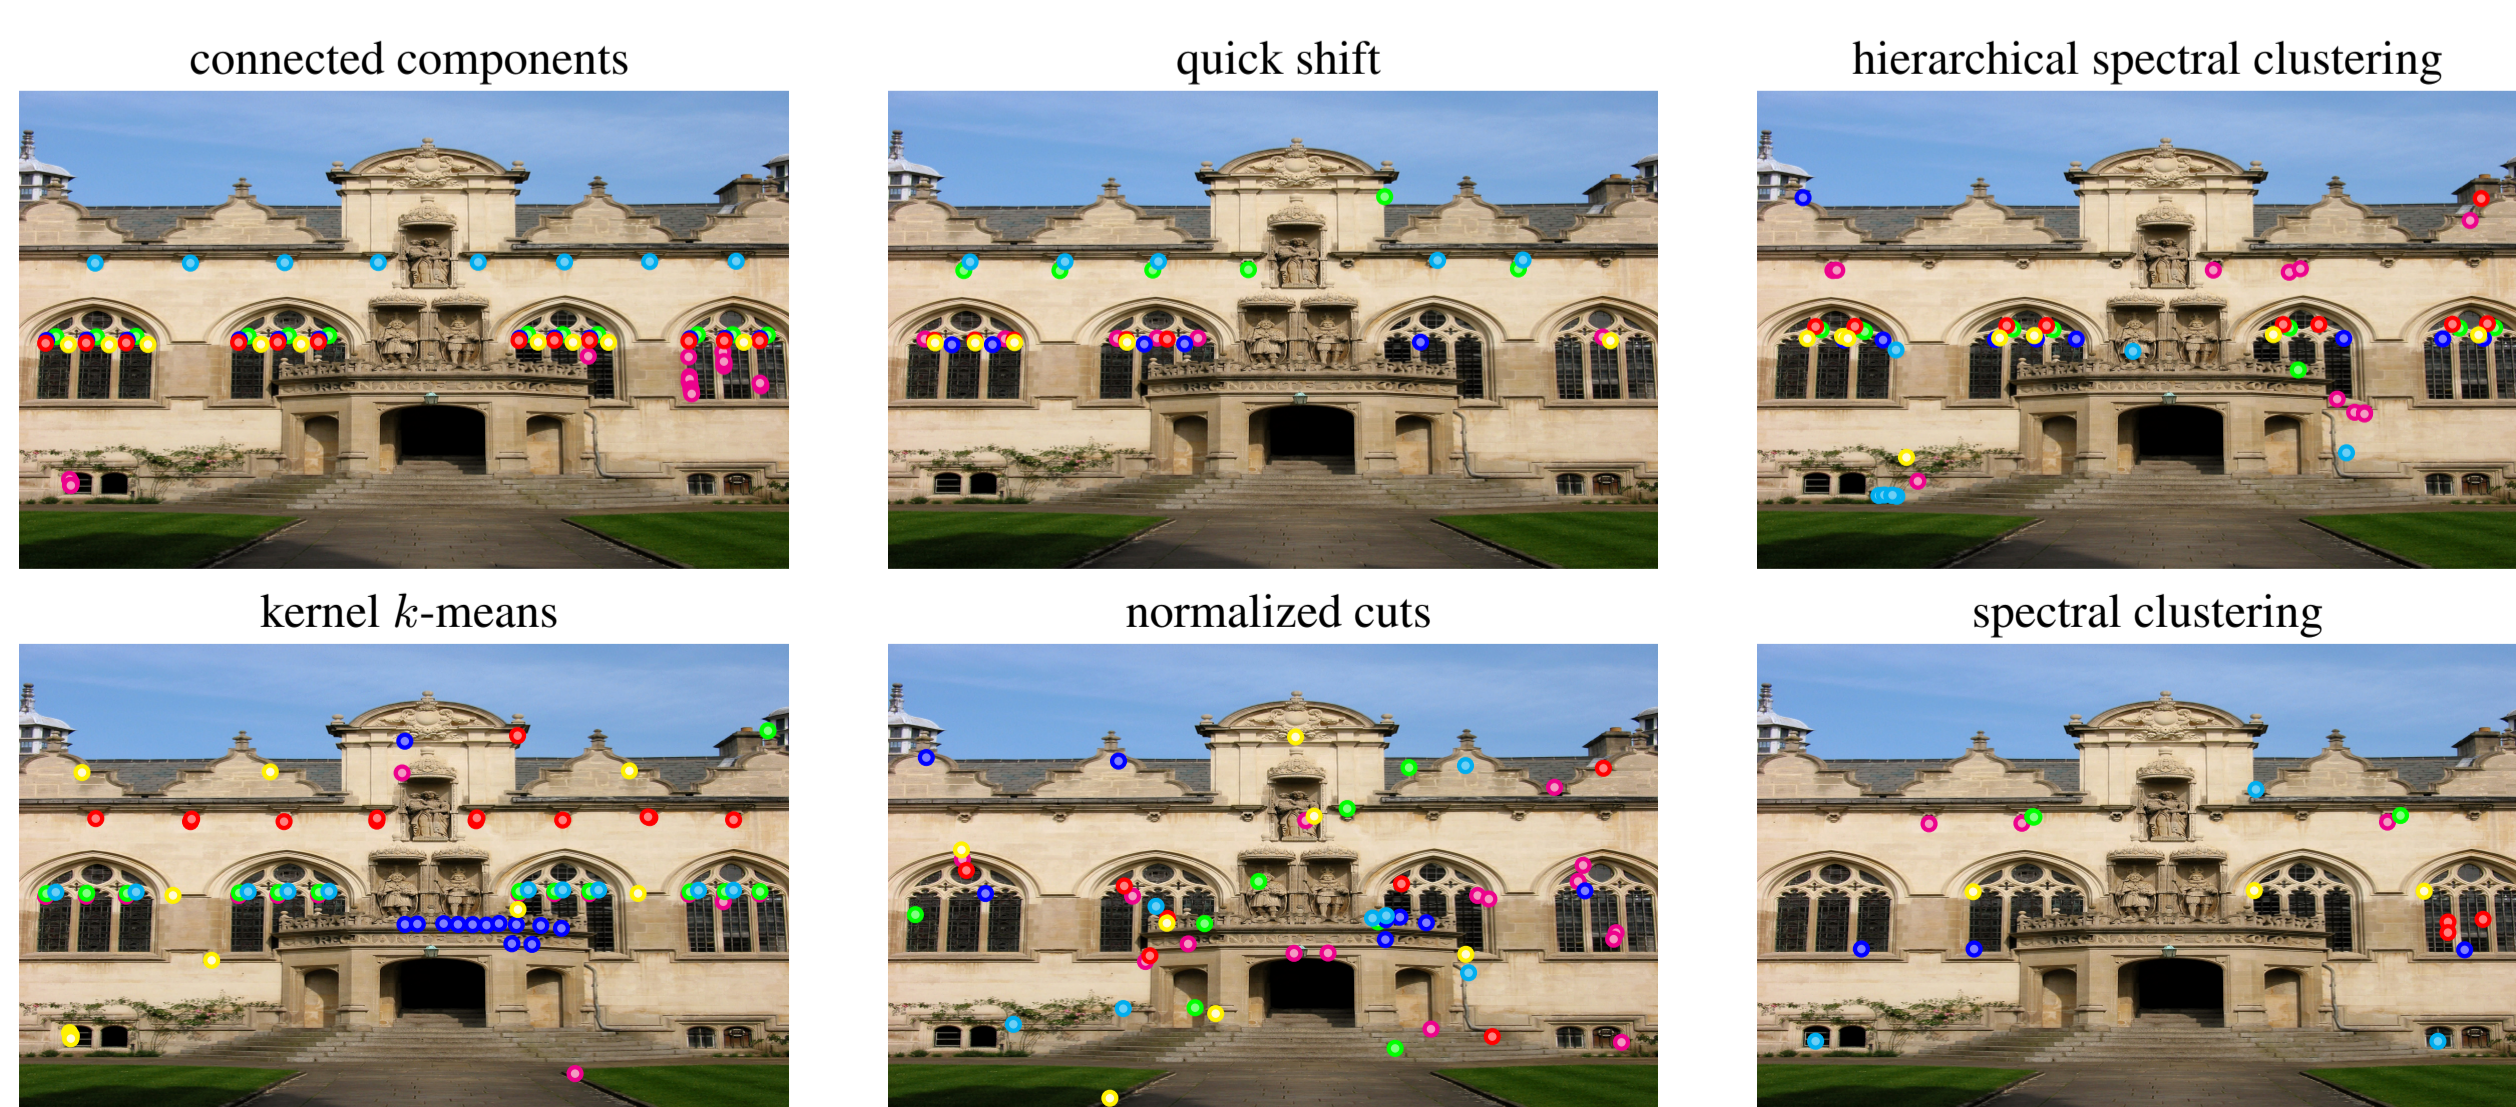 connected components
quick shift
hierarchical spectral clustering
kernel k-means
normalized cuts
spectral clustering